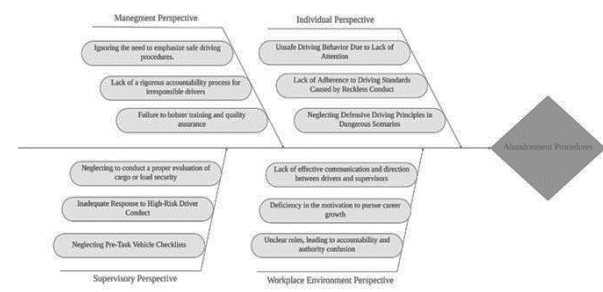 Managment Perspective
Individual Perspective
Ignoring the need to emphasize safe driving
procedures.
Lack of a rigorous accountability process for
irresponsible drivers
Failure to bolster training and quality
assurance
Unsafe Driving Behavior Due to Lack of
Attention
Lack of Adherence to Driving Standards
Caused by Reckless Conduct
Neglecting Defensive Driving Principles in
Dangerous Scenarios
Abandonment Procedures
Neglecting to conduct a proper evaluation of
cargo or load security
Inadequate Response to High-Risk Driver
Conduct
Neglecting Pre-Task Vehicle Checklists
Lack of effective communication and direction
between drivers and supervisors
Deficiency in the motivation to pursue career
growth
Unclear roles, leading to accountability and
authority confusion
Supervisory Perspective
Workplace Environment Perspective